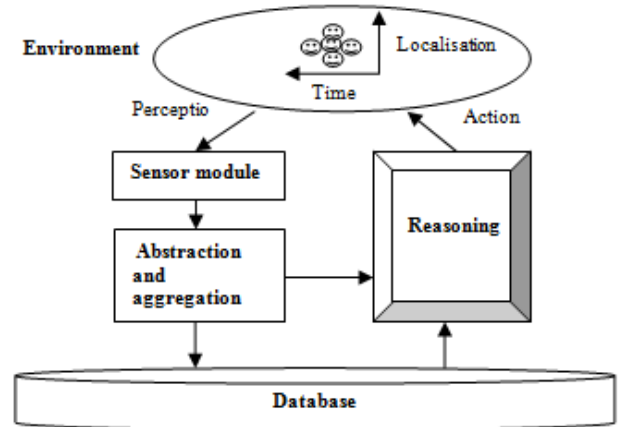 Environment
Localisation
Time
Perceptio
Action
Sensor module
Reasoning
Abstraction
and
aggregation
Database